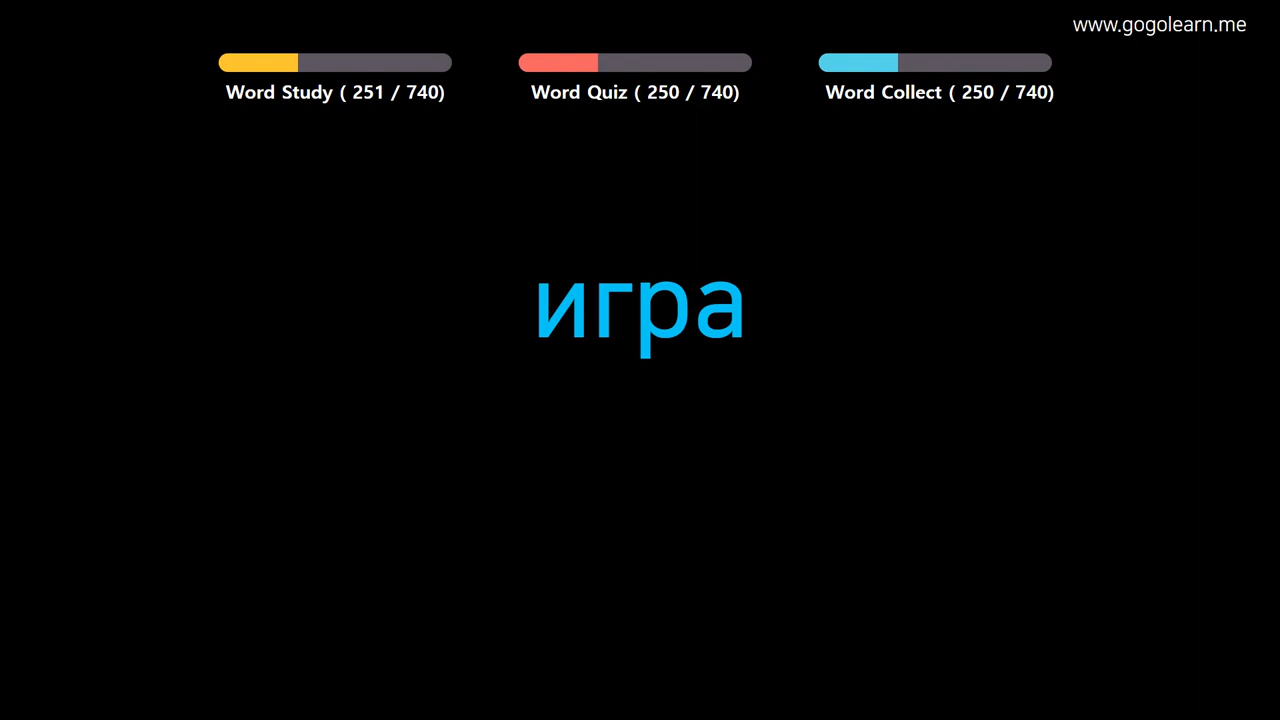 www.gogolearn.me
Word Study ( 251 / 740)
Word Quiz ( 250 / 740)
Word Collect ( 250 / 740)
игра